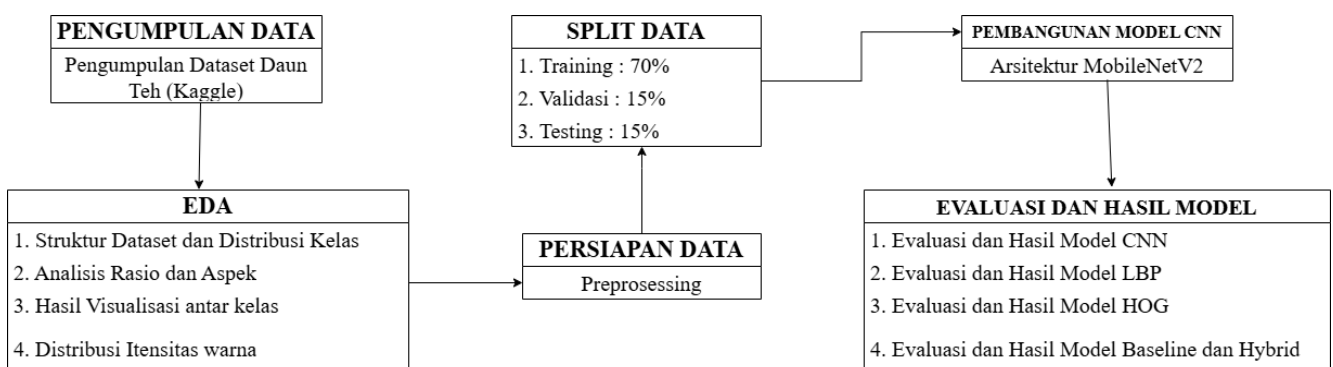 PENGUMPULAN DATA
Pengumpulan Dataset Daun
Teh (Kaggle)
EDA
1. Struktur Dataset dan Distribusi Kelas
2. Analisis Rasio dan Aspek
3. Hasil Visualisasi antar kelas
4. Distribusi Itensitas warna
PERSIAPAN DATA
Preprosessing
SPLIT DATA
1. Training : 70%
2. Validasi : 15%
3. Testing : 15%
PEMBANGUNAN MODEL CNN
Arsitektur MobileNetV2
EVALUASI DAN HASIL MODEL
1. Evaluasi dan Hasil Model CNN
2. Evaluasi dan Hasil Model LBP
3. Evaluasi dan Hasil Model HOG
4. Evaluasi dan Hasil Model Baseline dan Hybrid